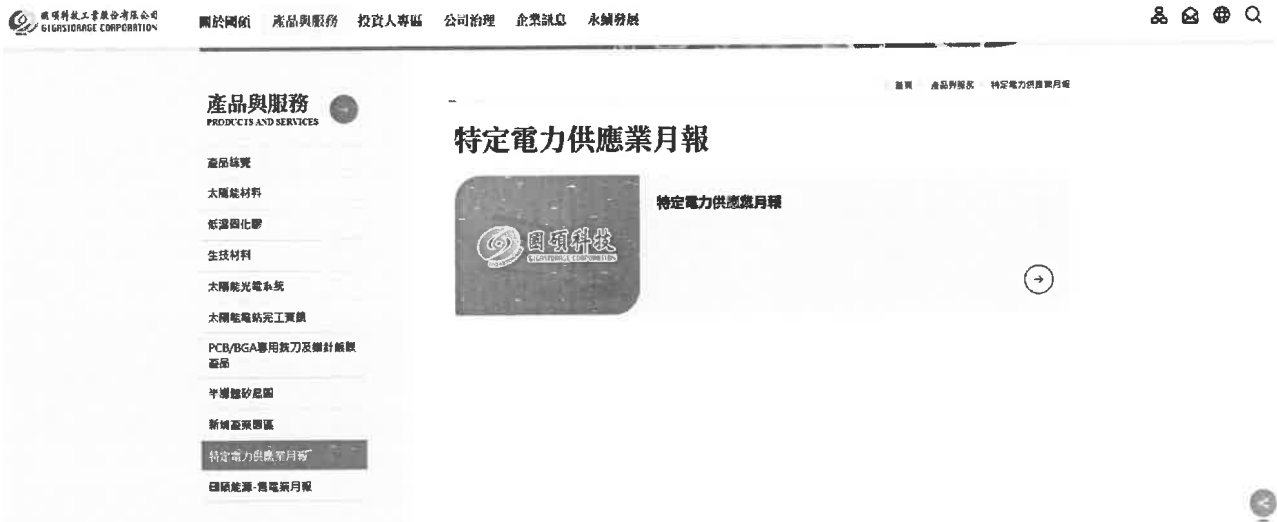 國碩科技工業股份有限公司
GIGASTORAGE CORPORATION
關於國碩 產品與服務 投資人專區 公司治理 企業訊息 永續發展
首頁 產品與服務 特定電力供應業月報
產品與服務
PRODUCTS AND SERVICES
產品綜覽
太陽能材料
低溫固化膠
生技材料
太陽能光電系統
太陽能電站完工實績
PCB/BGA專用銑刀及鑽針鍍膜
產品
半導體矽晶圓
新埔產業園區
特定電力供應業月報
國碩能源-售電業月報
特定電力供應業月報
國碩科技
GIGASTORAGE CORPORATION
特定電力供應業月報